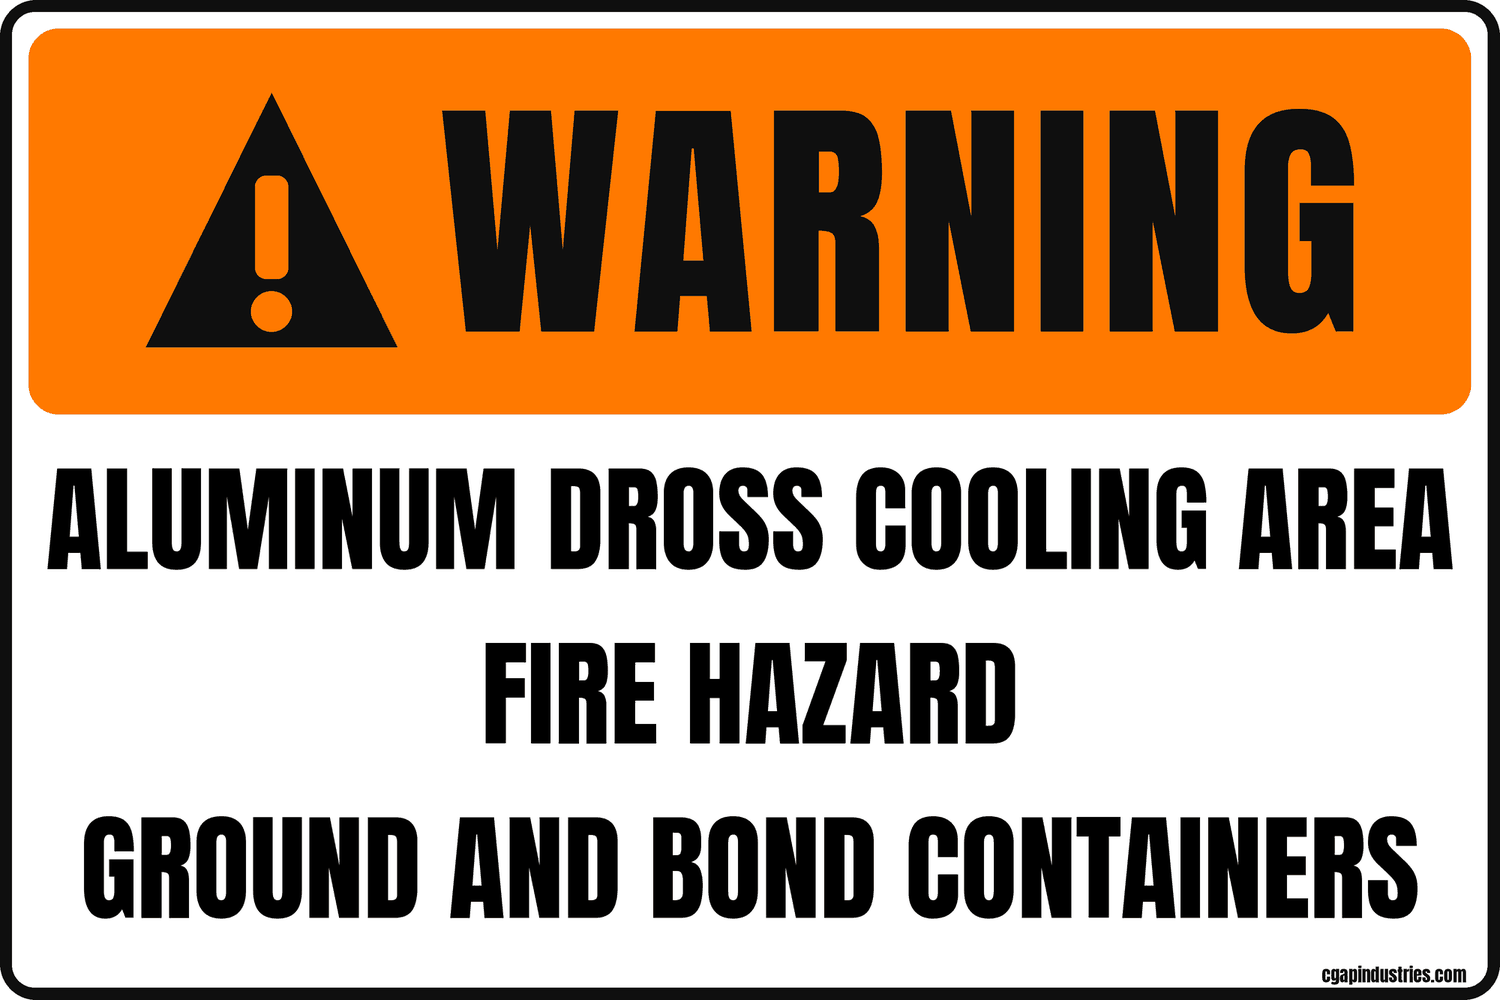 WARNING
ALUMINUM DROSS COOLING AREA
FIRE HAZARD
GROUND AND BOND CONTAINERS
cgapindustries.com